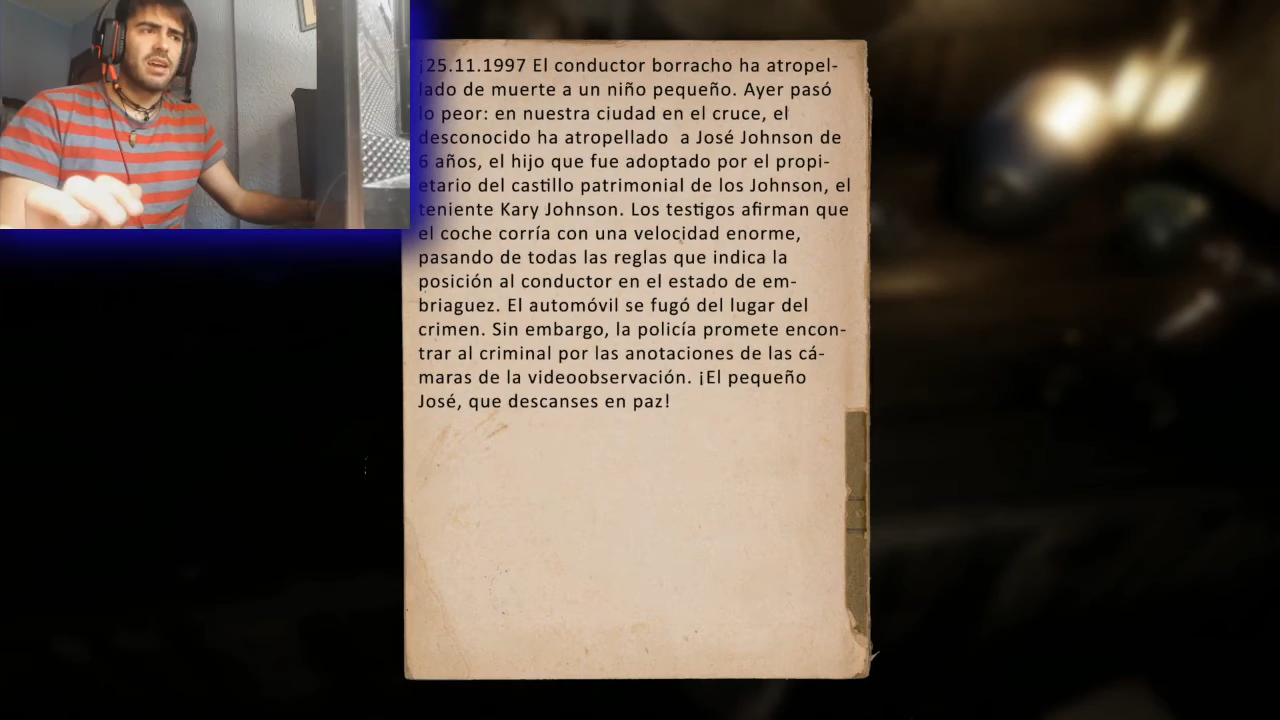 ¡25.11.1997 El conductor borracho ha atropel-
lado de muerte a un niño pequeño. Ayer pasó
lo peor: en nuestra ciudad en el cruce, el
desconocido ha atropellado a José Johnson de
6 años, el hijo que fue adoptado por el propi-
etario del castillo patrimonial de los Johnson, el
teniente Kary Johnson. Los testigos afirman que
el coche corría con una velocidad enorme,
pasando de todas las reglas que indica la
posición al conductor en el estado de em-
briaguez. El automóvil se fugó del lugar del
crimen. Sin embargo, la policía promete encon-
trar al criminal por las anotaciones de las cá-
maras de la videoobservación. ¡El pequeño
José, que descanses en paz!